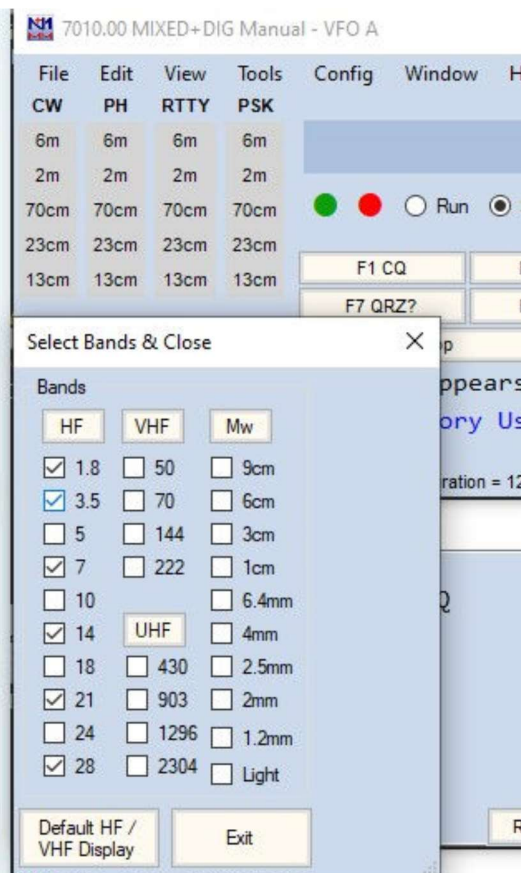 7010.00 MIXED+DIG Manual - VFO A
File Edit View Tools Config Window
CW PH RTTY PSK
6m 6m 6m 6m
2m 2m 2m 2m
70cm 70cm 70cm 70cm
Run
23cm 23cm 23cm 23cm
13cm 13cm 13cm 13cm
F1 CQ
F7 QRZ?
Select Bands & Close
Bands
HF VHF Mw
1.8 50 9cm
3.5 70 6cm
5 144 3cm
7 222 1cm
10 6.4mm
14 UHF 4mm
18 430 2.5mm
21 903 2mm
24 1296 1.2mm
28 2304 Light
Default HF /
VHF Display
Exit